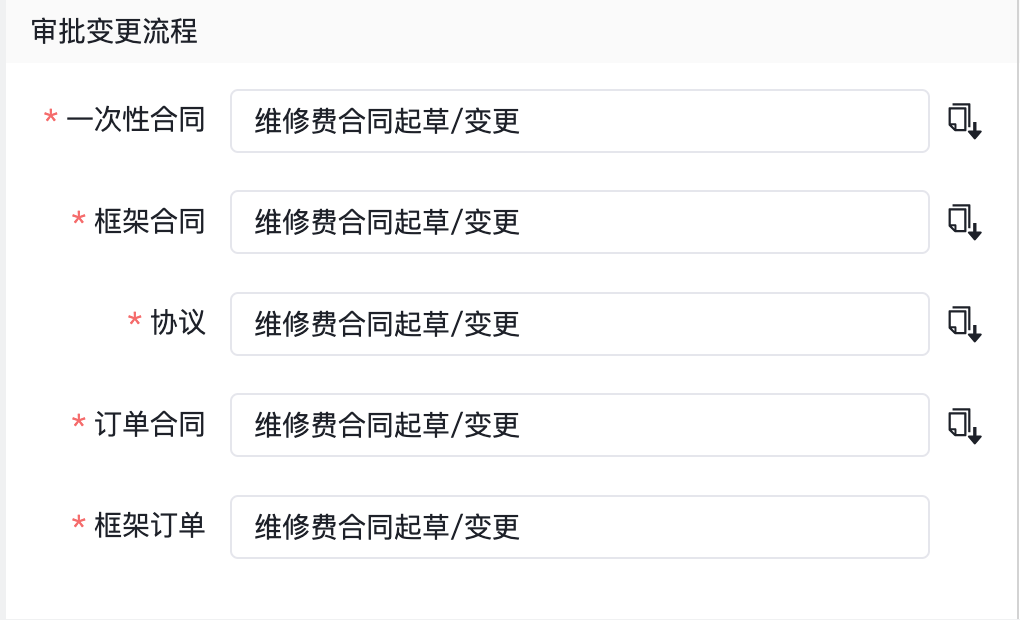 审批变更流程
* 一次性合同 维修费合同起草/变更
* 框架合同 维修费合同起草/变更
* 协议 维修费合同起草/变更
* 订单合同 维修费合同起草/变更
* 框架订单 维修费合同起草/变更